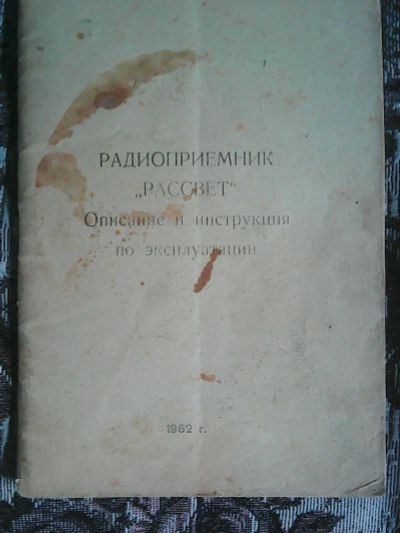 РАДИОПРИЕМНИК
„РАССВЕТ“
Описание и инструкция
по эксплуатации
1962 г.